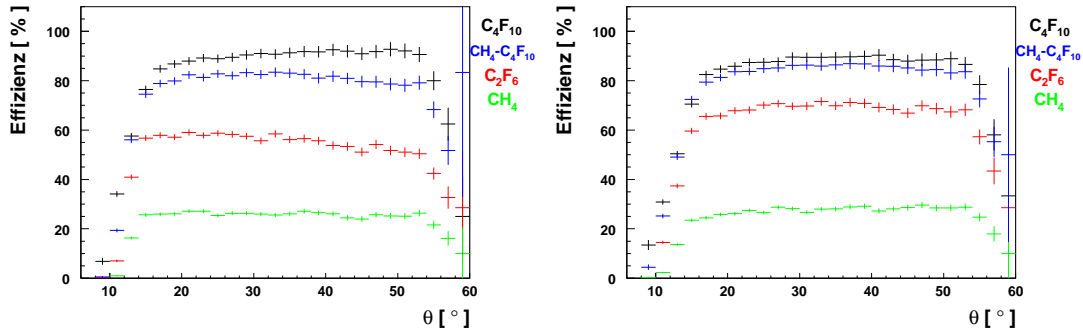 Effizienz [ % ]
100
80
60
40
20
0
10 20 30 40 50 60
θ [ ° ]
C₄F₁₀
CH₄-C₄F₁₀
C₂F₆
CH₄
Effizienz [ % ]
100
80
60
40
20
0
10 20 30 40 50 60
θ [ ° ]
C₄F₁₀
CH₄-C₄F₁₀
C₂F₆
CH₄